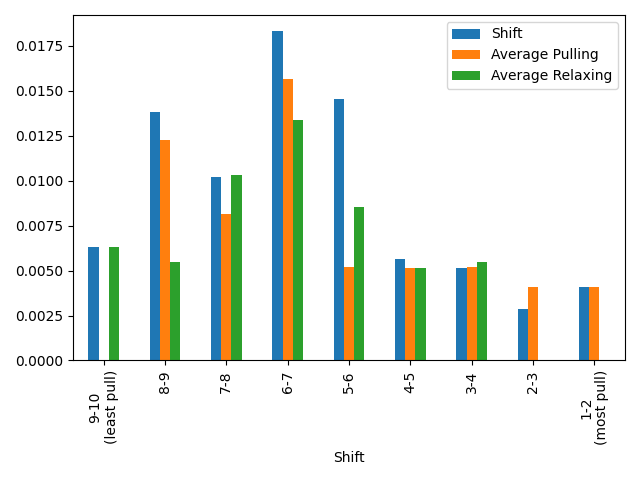 Shift
Average Pulling
Average Relaxing
0.0175
0.0150
0.0125
0.0100
0.0075
0.0050
0.0025
0.0000
9-10
(least pull)
8-9
7-8
6-7
5-6
4-5
3-4
2-3
1-2
(most pull)
Shift